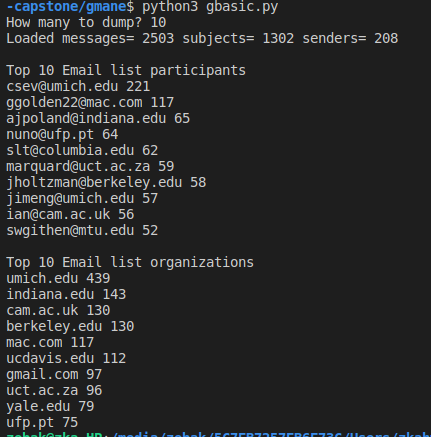 -capstone/gmane$ python3 gbasic.py
How many to dump? 10
Loaded messages= 2503 subjects= 1302 senders= 208
Top 10 Email list participants
csev@umich.edu 221
ggolden22@mac.com 117
ajpoland@indiana.edu 65
nuno@ufp.pt 64
slt@columbia.edu 62
marquard@uct.ac.za 59
jholtzman@berkeley.edu 58
jimeng@umich.edu 57
ian@cam.ac.uk 56
swgithen@mtu.edu 52
Top 10 Email list organizations
umich.edu 439
indiana.edu 143
cam.ac.uk 130
berkeley.edu 130
mac.com 117
ucdavis.edu 112
gmail.com 97
uct.ac.za 96
yale.edu 79
ufp.pt 75